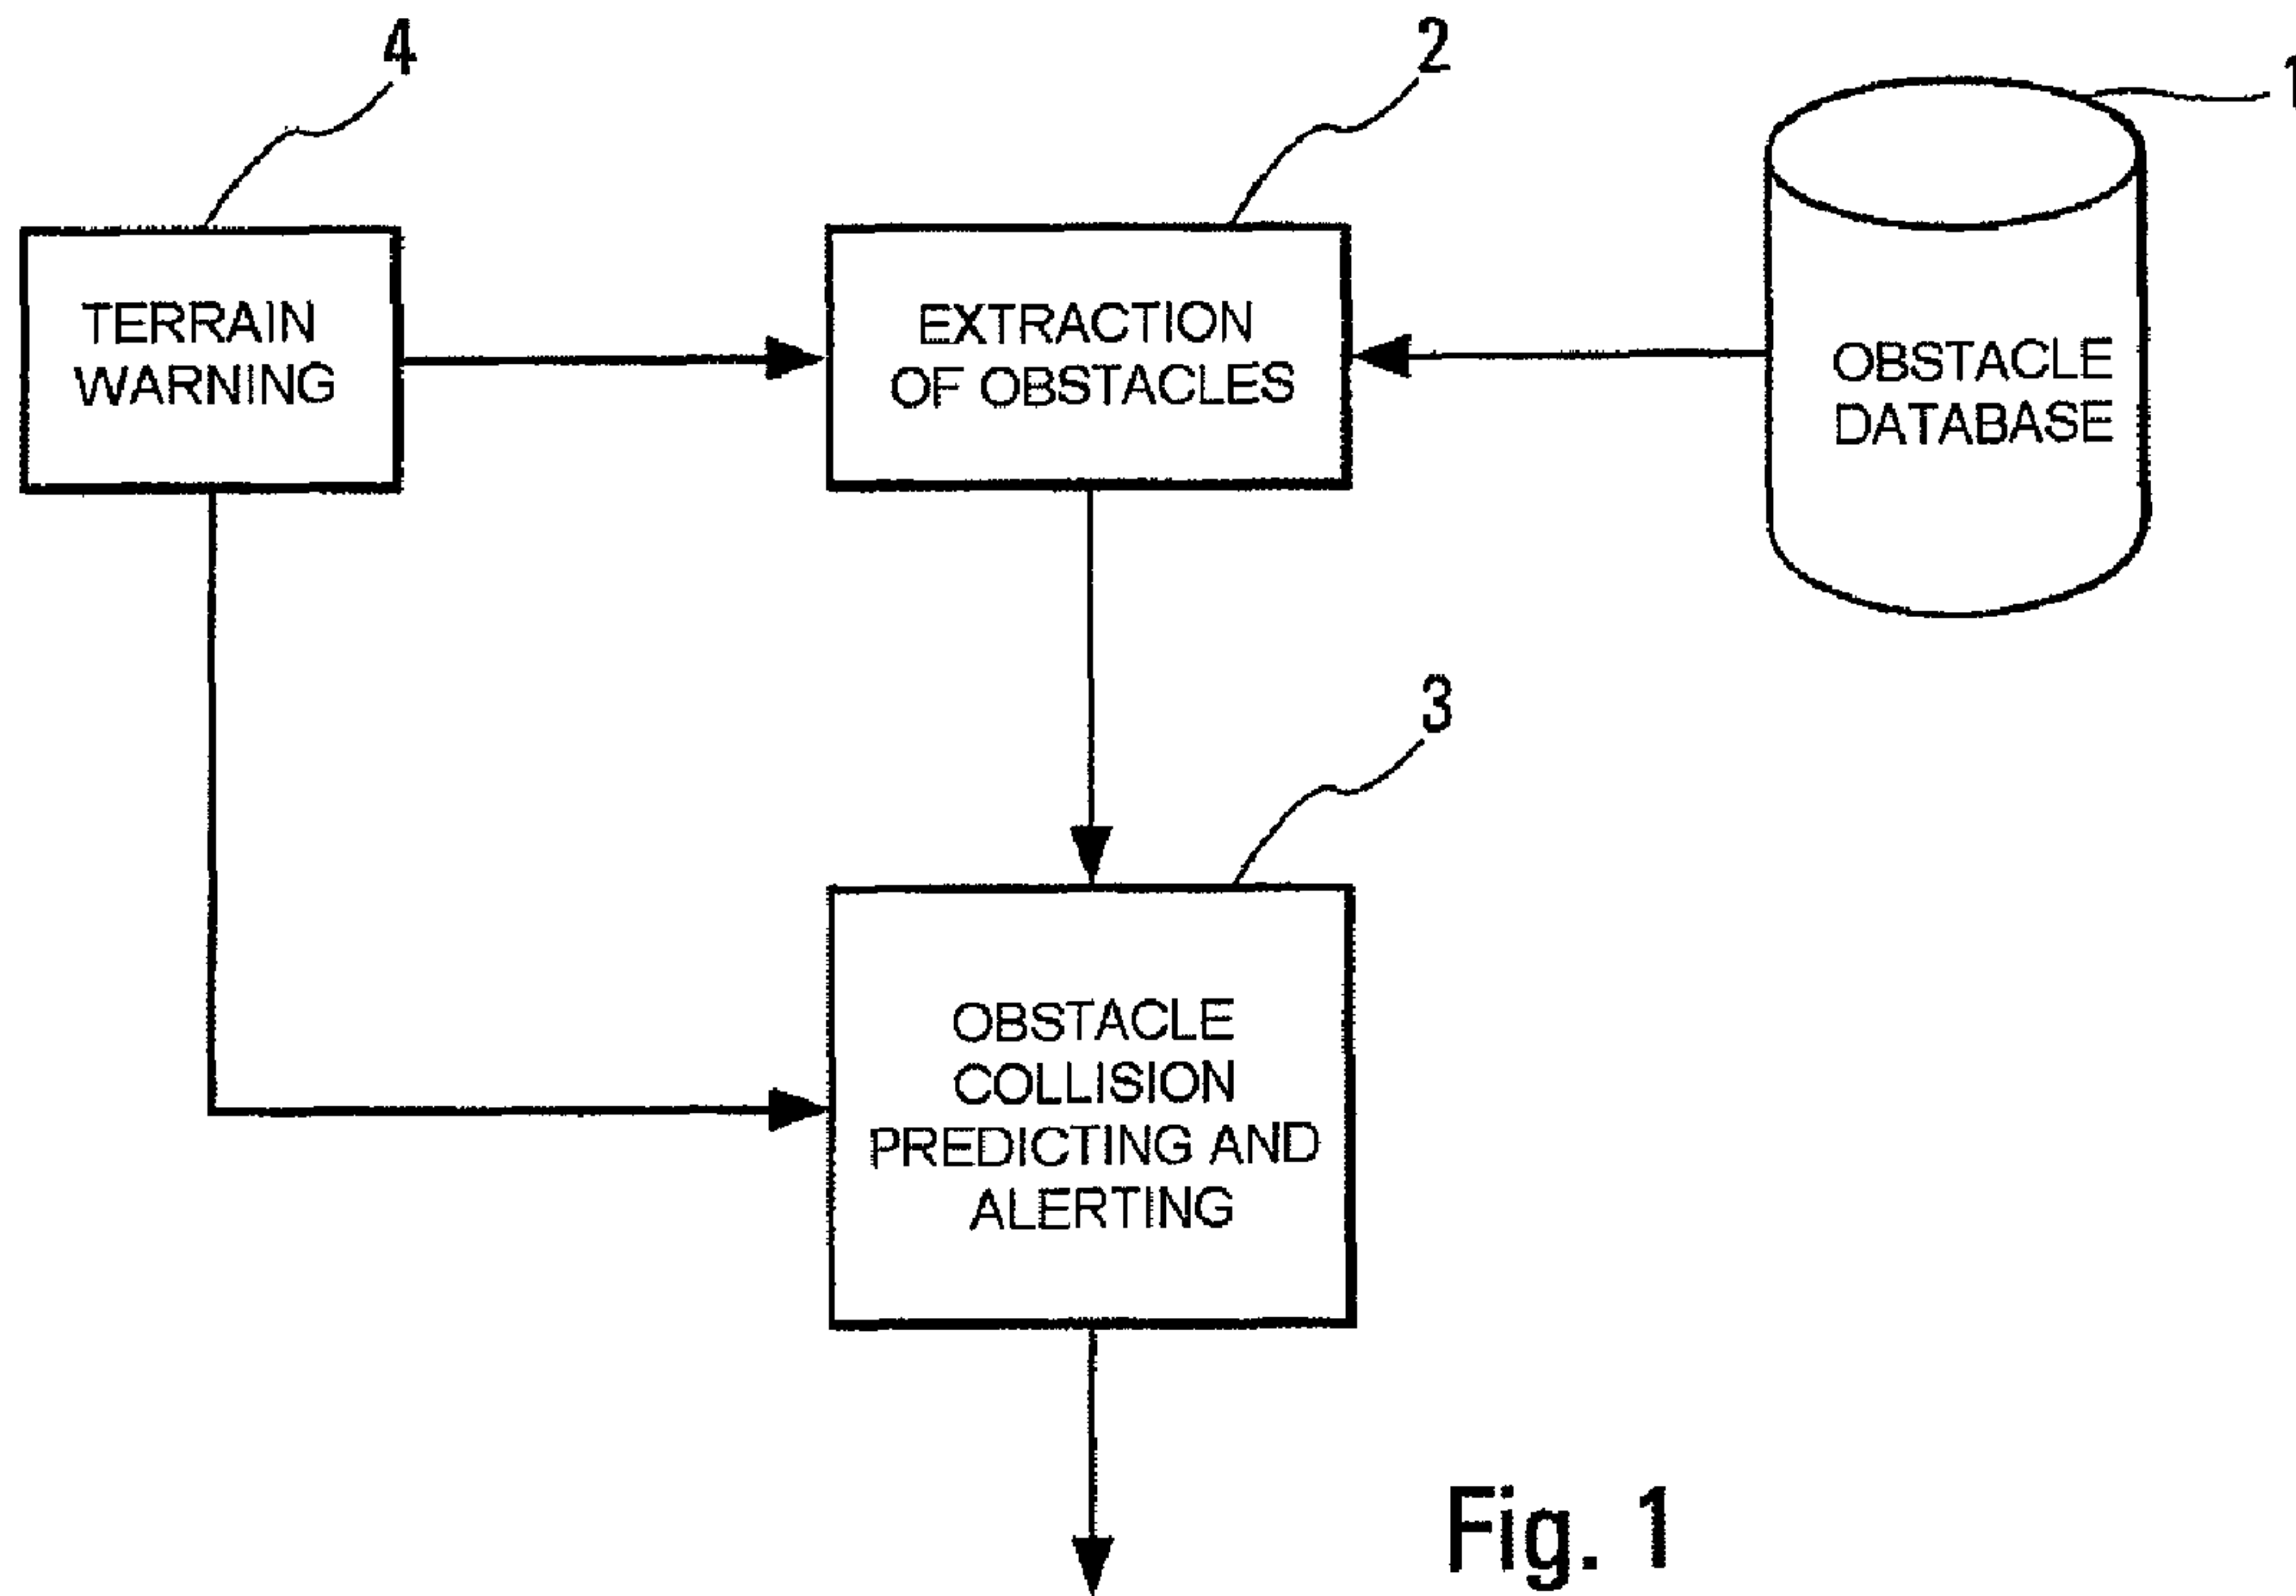 4
2
1
TERRAIN
WARNING
EXTRACTION
OF OBSTACLES
OBSTACLE
DATABASE
3
OBSTACLE
COLLISION
PREDICTING AND
ALERTING
Fig. 1